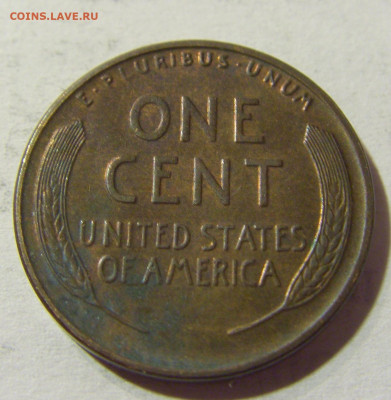 COINS.LAVE.RU
E·PLURIBUS·UNUM
ONE
CENT
UNITED STATES
OF AMERICA